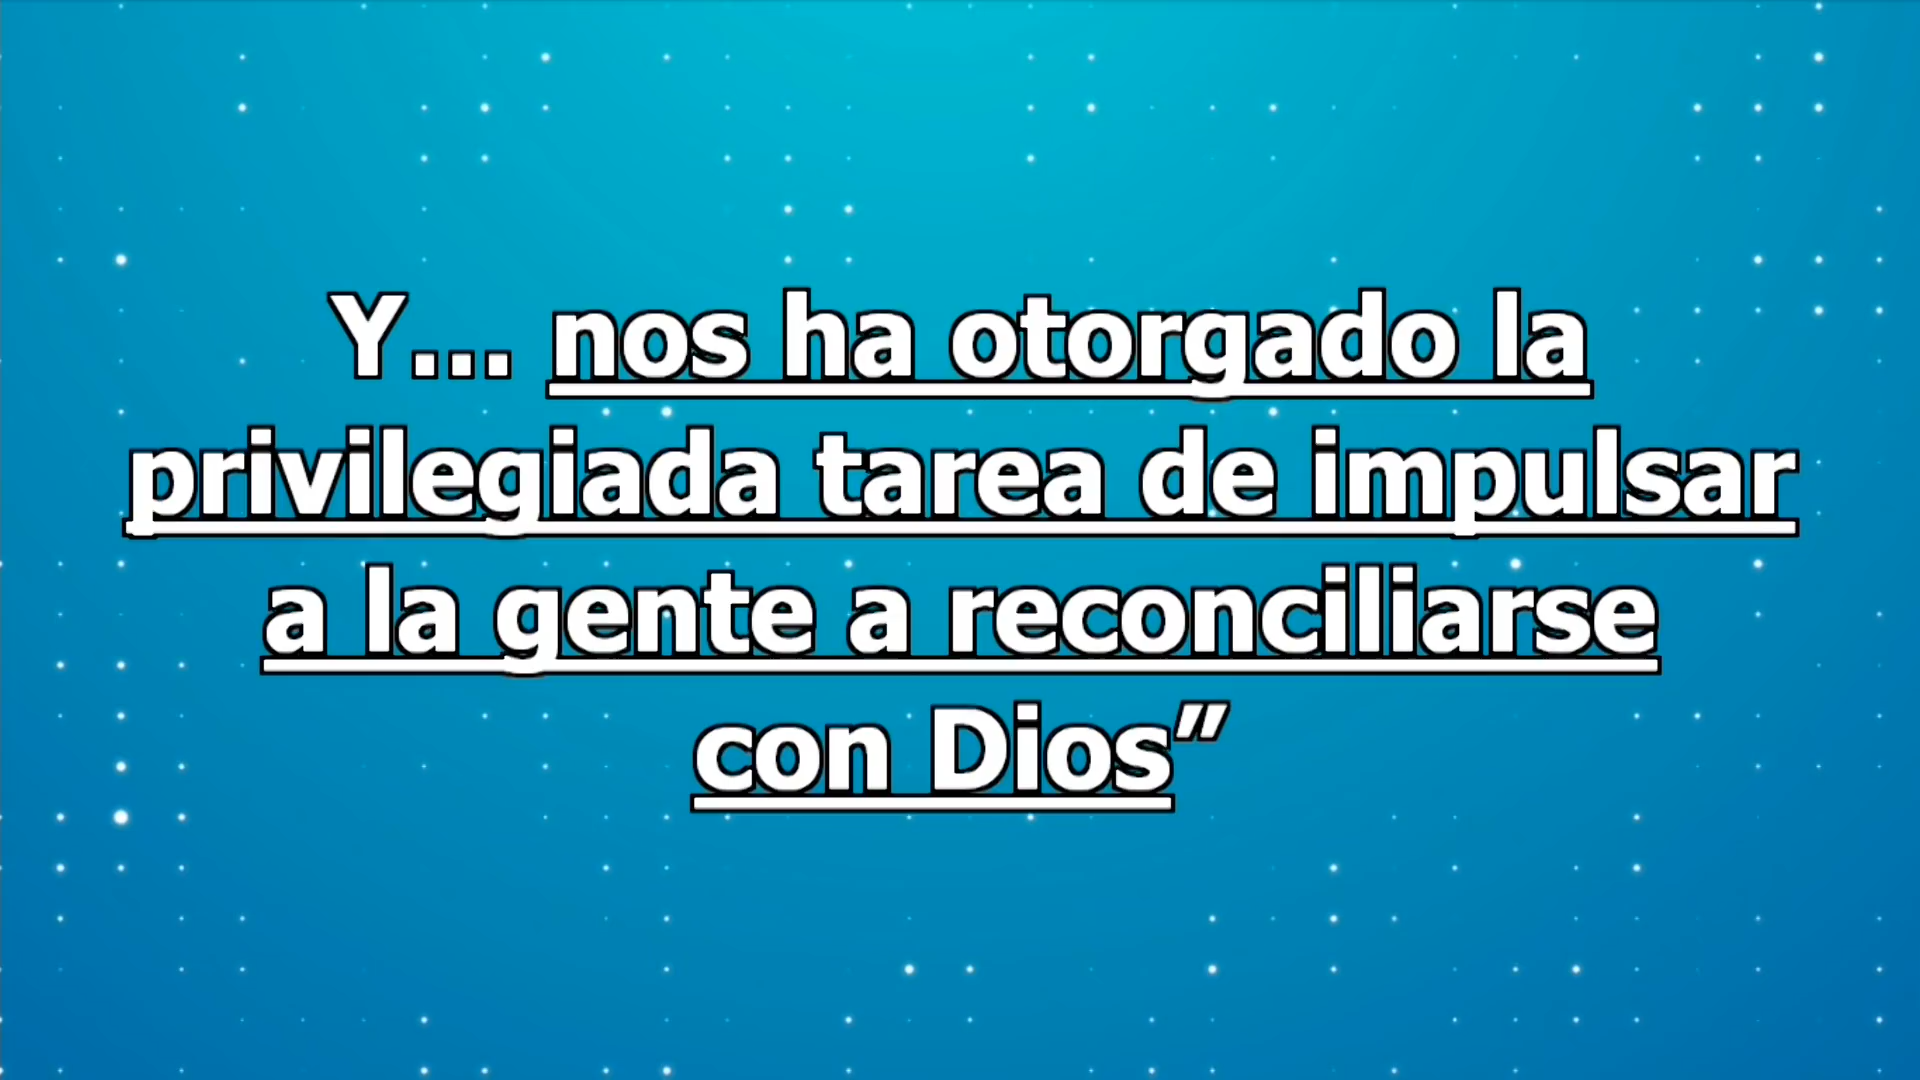 Y... nos ha otorgado la
privilegiada tarea de impulsar
a la gente a reconciliarse
con Dios”